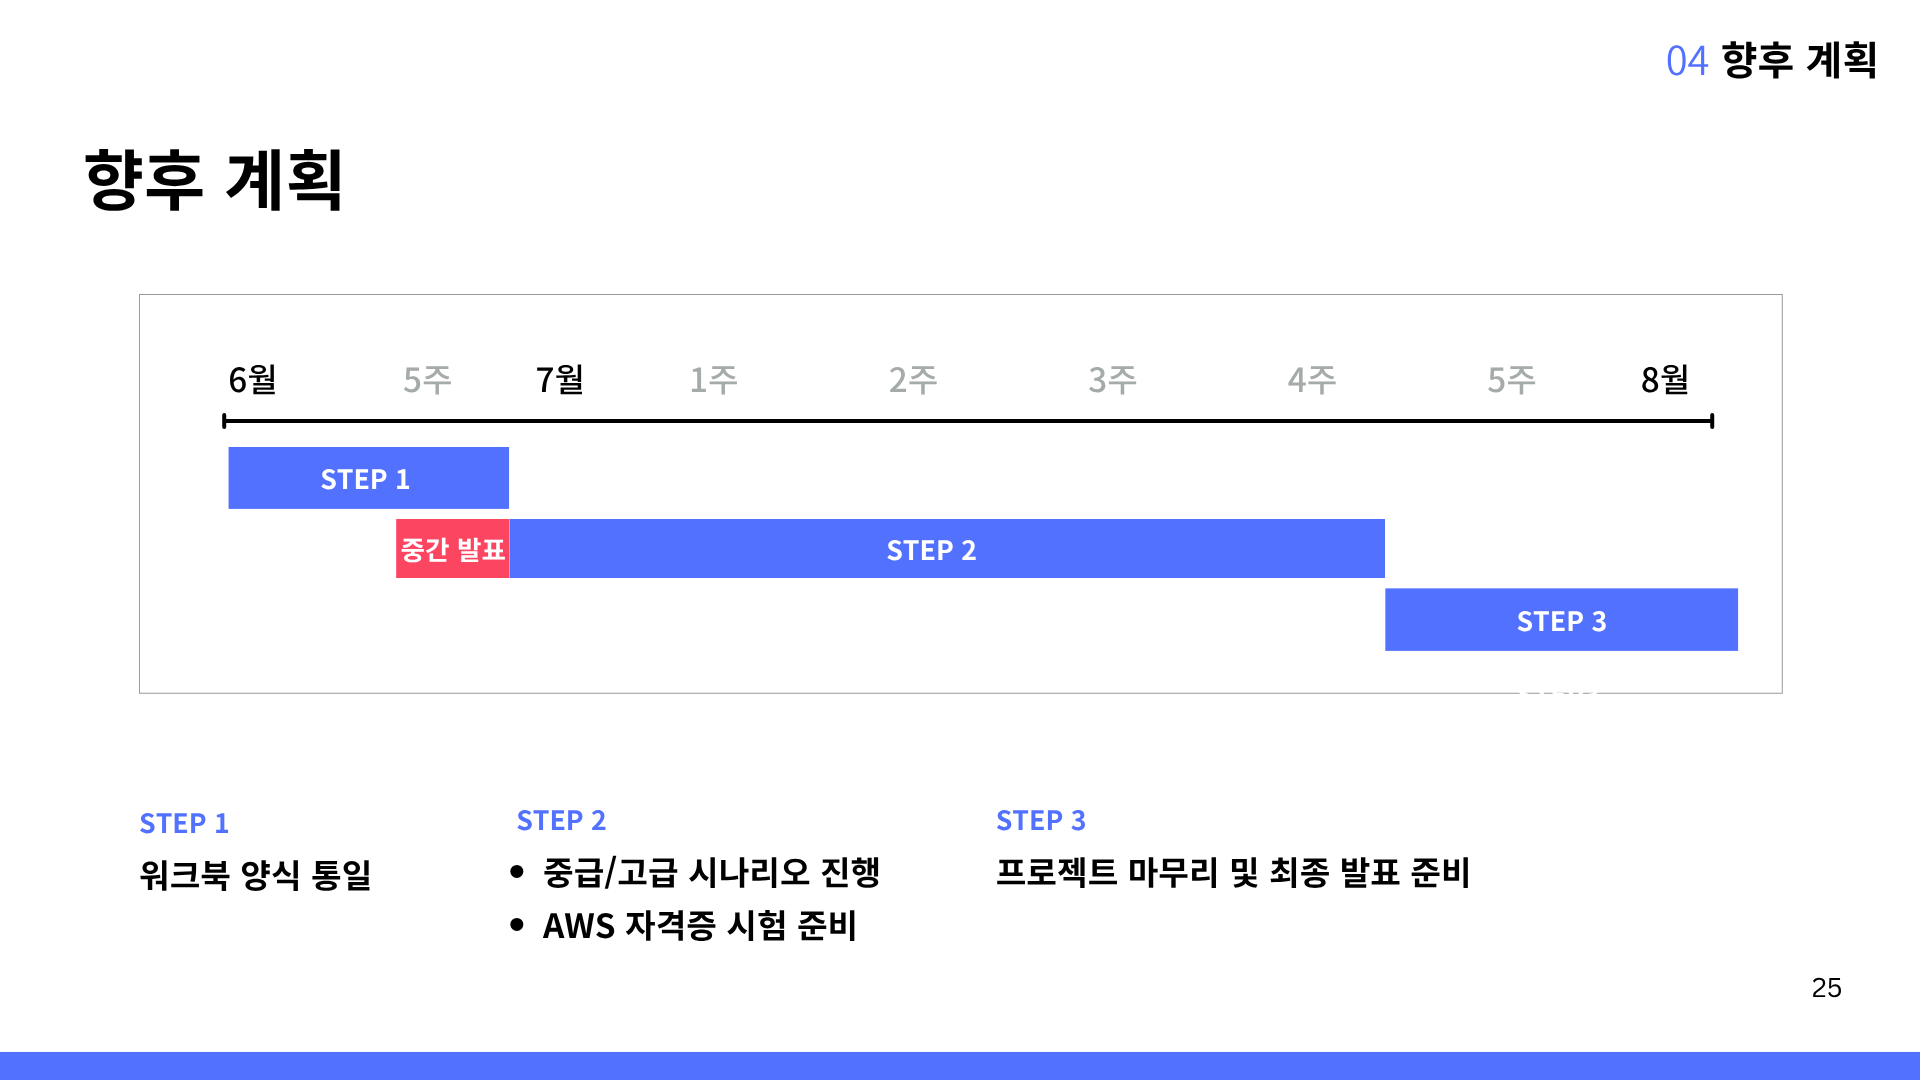 04 향후 계획
향후 계획
6월 5주 7월 1주 2주 3주 4주 5주 8월
STEP 1
중간 발표 STEP 2
STEP 3
STEP 1
워크북 양식 통일
STEP 2
• 중급/고급 시나리오 진행
• AWS 자격증 시험 준비
STEP 3
프로젝트 마무리 및 최종 발표 준비
25